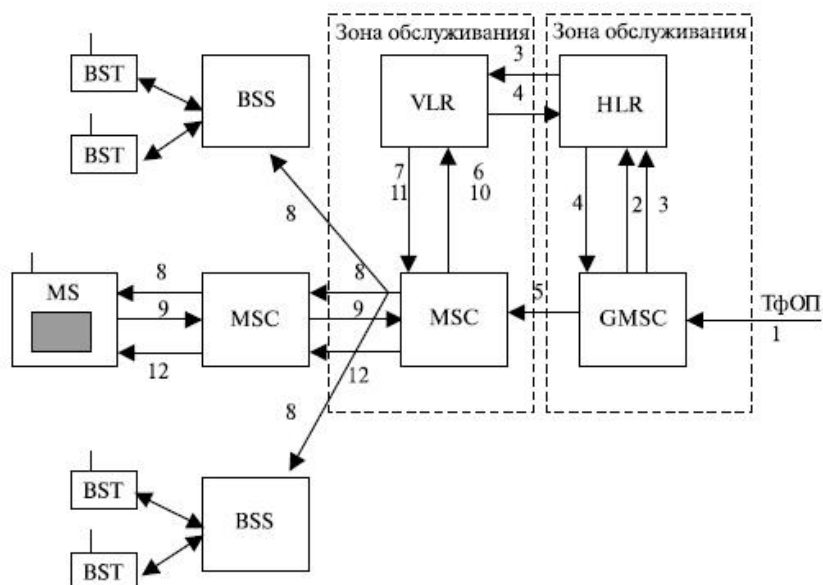 Зона обслуживания
Зона обслуживания
BST
BSS
BST
VLR
3
4
HLR
7
11
6
10
4
2
3
8
MS
8
9
12
MSC
8
9
12
MSC
5
GMSC
ТфОП
1
8
BST
BSS
BST